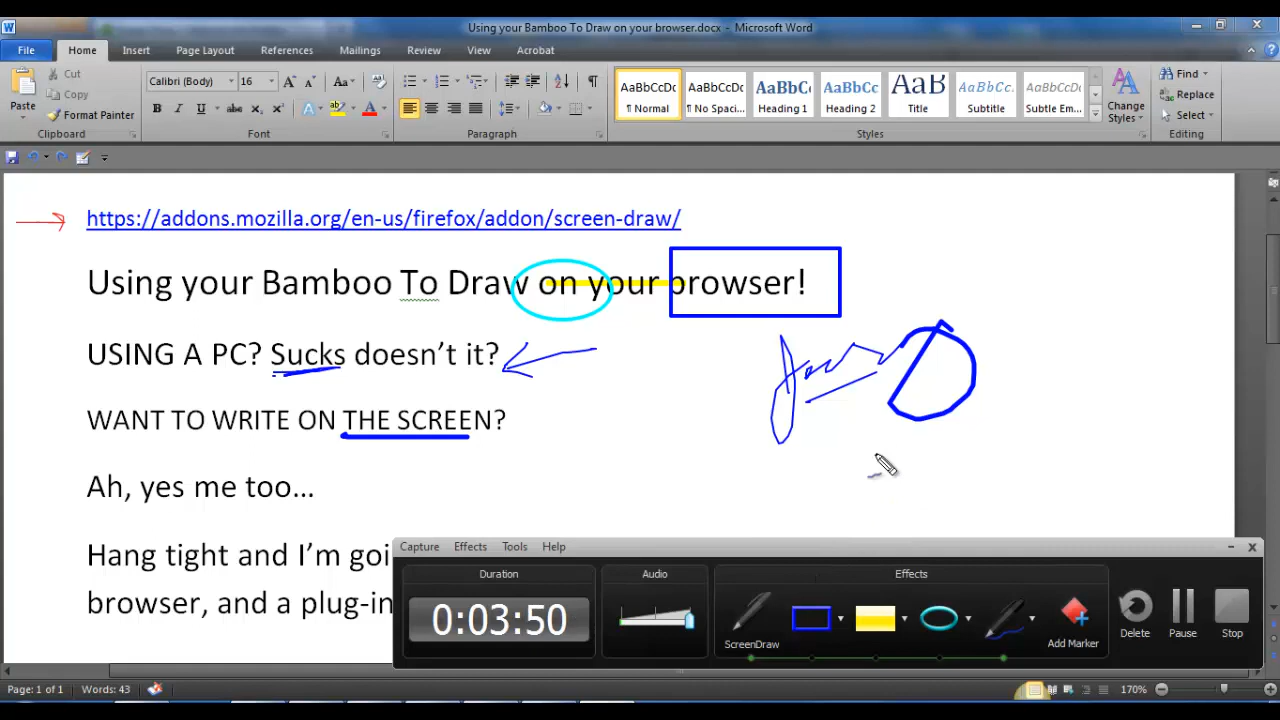 Using your Bamboo To Draw on your browser.docx - Microsoft Word
File Home Insert Page Layout References Mailings Review View Acrobat
Paste Cut Copy Format Painter
Calibri (Body) 16
AaBbCcDc ¶ Normal
AaBbCcDc ¶ No Spaci...
AaBbC Heading 1
AaBbCc Heading 2
AaB Title
AaBbCc. Subtitle
AaBbCcDc Subtle Em...
Change Styles
Find Replace Select
Clipboard Font Paragraph Styles Editing
https://addons.mozilla.org/en-us/firefox/addon/screen-draw/
Using your Bamboo To Draw on your browser!
USING A PC? Sucks doesn't it?
WANT TO WRITE ON THE SCREEN?
Ah, yes me too...
Hang tight and I'm goi
browser, and a plug-in
Capture Effects Tools Help
Duration Audio Effects
0:03:50
ScreenDraw Add Marker Delete Pause Stop
Page: 1 of 1 Words: 43 170%